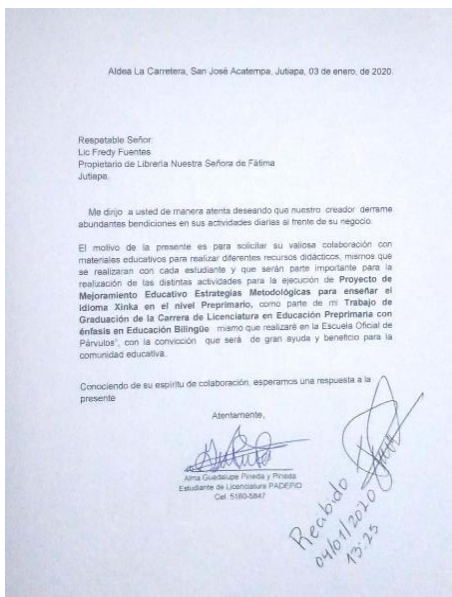 Aldea La Carretera, San José Acatempa, Jutiapa, 03 de enero, de 2020.
Respetable Señor:
Lic Fredy Fuentes
Propietario de Librería Nuestra Señora de Fátima
Jutiapa.
Me dirijo a usted de manera atenta deseando que nuestro creador derrame
abundantes bendiciones en sus actividades diarias al frente de su negocio.
El motivo de la presente es para solicitar su valiosa colaboración con
materiales educativos para realizar diferentes recursos didácticos, mismos que
se realizaran con cada estudiante y que serán parte importante para la
realización de las distintas actividades para la ejecución de Proyecto de
Mejoramiento Educativo Estrategias Metodológicas para enseñar el
Idioma Xinka en el nivel Preprimario, como parte de mi Trabajo de
Graduación de la Carrera de Licenciatura en Educación Preprimaria con
énfasis en Educación Bilingüe mismo que realizaré en la Escuela Oficial de
Párvulos", con la convicción que será de gran ayuda y beneficio para la
comunidad educativa.
Conociendo de su espíritu de colaboración, esperamos una respuesta a la
presente
Atentamente,
Alma Guadalupe Pineda y Pineda
Estudiante de Licenciatura PADEP/D
Cel. 5160-5847
Recibido
04/01/2020
13:25